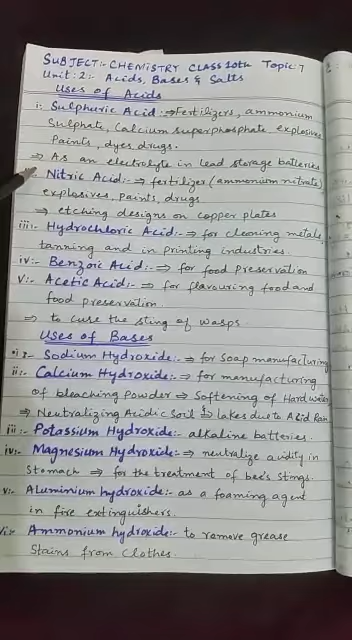 SUBJECT:- CHEMISTRY CLASS 10th Topic: 7
Unit: 2:- Acids, Bases & Salts
Uses of Acids
i:- Sulphuric Acid :⇒ Fertilizers, ammonium
Sulphate, Calcium superphosphate explosives
Paints, dyes drugs.
⇒ As an electrolyte in lead storage batteries
Nitric Acid:- ⇒ fertilizer (ammonium nitrate)
explosives, paints, drugs
⇒ etching designs on copper plates
iii:- Hydrochloric Acid:- ⇒ for cleaning metals,
tanning and in printing industries.
iv:- Benzoic Acid:- ⇒ for food preservation
v:- Acetic Acid:- ⇒ for flavouring food and
food preservation
⇒ to cure the sting of wasps.
Uses of Bases
i:- Sodium Hydroxide:- ⇒ for Soap manufacturing
ii:- Calcium Hydroxide:- ⇒ for manufacturing
of bleaching Powder ⇒ Softening of Hard water
⇒ Neutralizing Acidic Soil & lakes due to Acid Rain
iii:- Potassium Hydroxide:- alkaline batteries.
iv:- Magnesium Hydroxide:- ⇒ neutralize acidity in
Stomach ⇒ for the treatment of bee's stings.
v:- Aluminium hydroxide:- as a foaming agent
in fire extinguishers.
vi:- Ammonium hydroxide:- to remove grease
Stains from clothes.